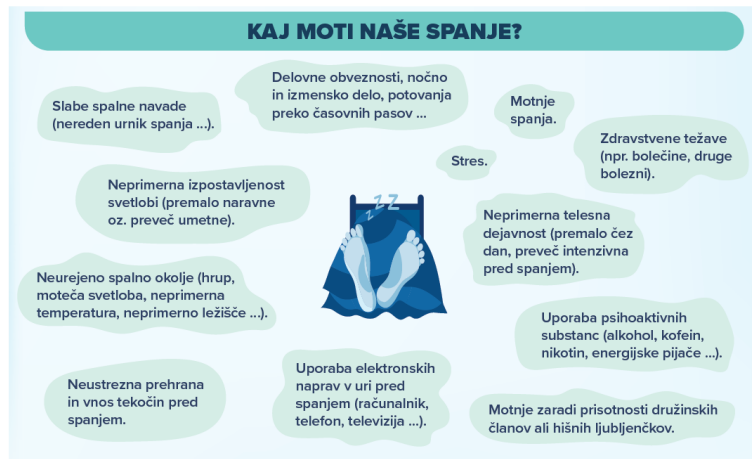 KAJ MOTI NAŠE SPANJE?
Slabe spalne navade
(nereden urnik spanja ...).
Delovne obveznosti, nočno
in izmensko delo, potovanja
preko časovnih pasov ...
Motnje
spanja.
Zdravstvene težave
(npr. bolečine, druge
bolezni).
Stres.
Neprimerna izpostavljenost
svetlobi (premalo naravne
oz. preveč umetne).
zZZ
Neprimerna telesna
dejavnost (premalo čez
dan, preveč intenzivna
pred spanjem).
Neurejeno spalno okolje (hrup,
moteča svetloba, neprimerna
temperatura, neprimerno ležišče ...).
Uporaba psihoaktivnih
substanc (alkohol, kofein,
nikotin, energijske pijače ...).
Neustrezna prehrana
in vnos tekočin pred
spanjem.
Uporaba elektronskih
naprav v uri pred
spanjem (računalnik,
telefon, televizija ...).
Motnje zaradi prisotnosti družinskih
članov ali hišnih ljubljenčkov.